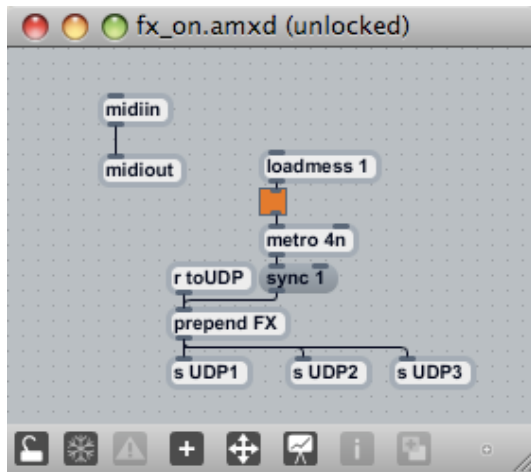 fx_on.amxd (unlocked)
midiin
midiout
loadmess 1
metro 4n
r toUDP
sync 1
prepend FX
s UDP1
s UDP2
s UDP3